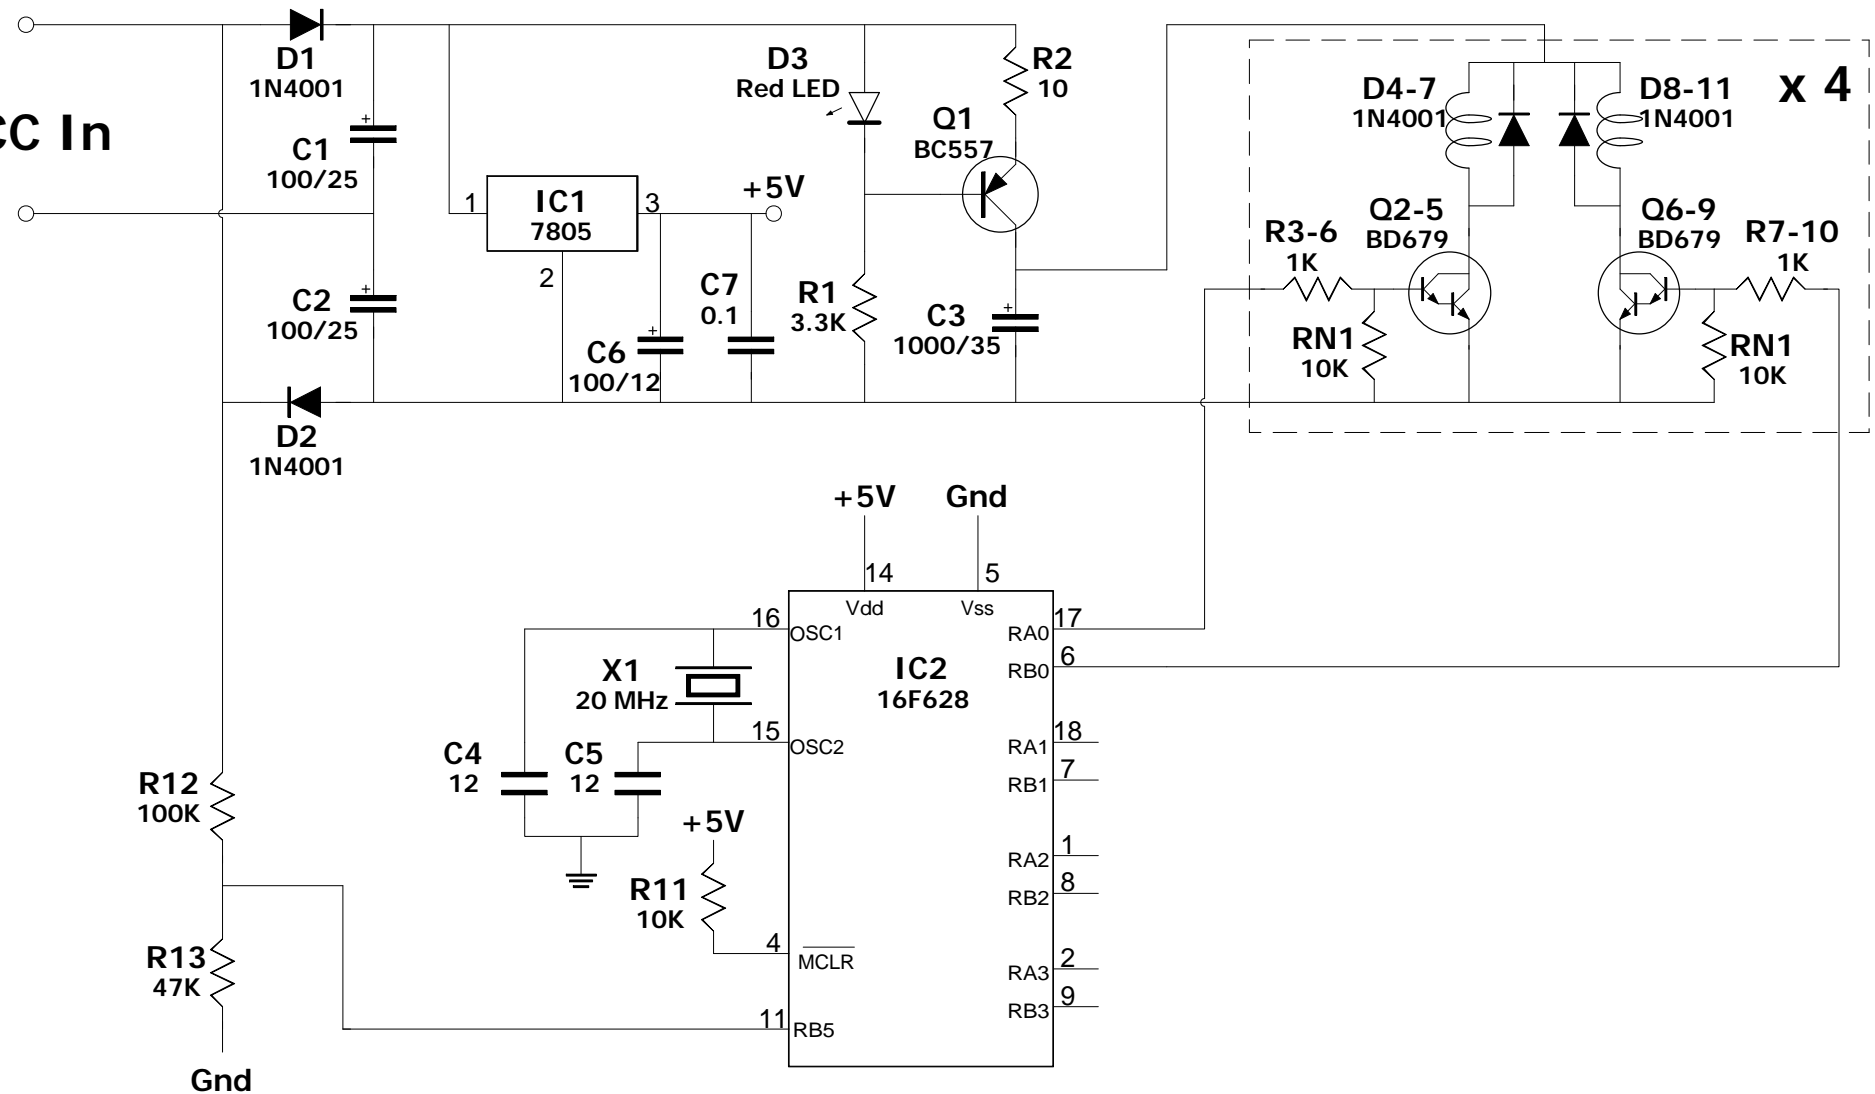 D1
1N4001
CC In
C1
100/25
+
C2
100/25
+
D2
1N4001
1
IC1
7805
3
2
+5V
C6
100/12
+
C7
0.1
D3
Red LED
R1
3.3K
R2
10
Q1
BC557
C3
1000/35
+
x 4
D4-7
1N4001
D8-11
1N4001
Q2-5
BD679
Q6-9
BD679
R3-6
1K
R7-10
1K
RN1
10K
RN1
10K
+5V
Gnd
14
5
Vdd
Vss
16
OSC1
X1
20 MHz
15
OSC2
C4
12
C5
12
+5V
R11
10K
4
MCLR
11
RB5
IC2
16F628
RA0
17
RB0
6
RA1
18
RB1
7
RA2
1
RB2
8
RA3
2
RB3
9
R12
100K
R13
47K
Gnd